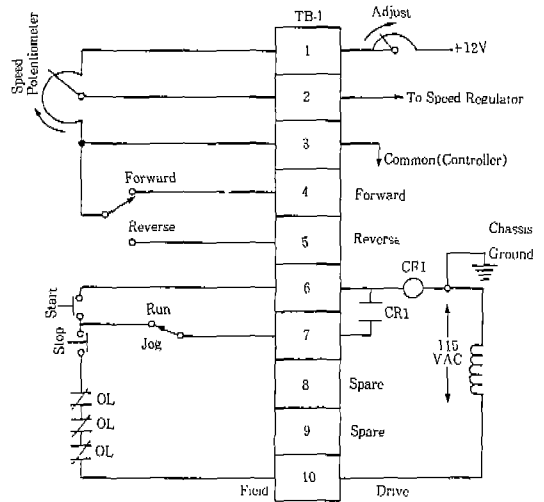 TB-1
Adjust
1
+12V
Speed
Potentiometer
2
To Speed Regulator
3
Common(Controller)
Forward
4
Forward
Reverse
5
Reverse
Chassis
Ground
CR1
6
Start
Run
CR1
Stop
Jog
7
115
VAC
8
Spare
OL
OL
9
Spare
OL
Field
10
Drive